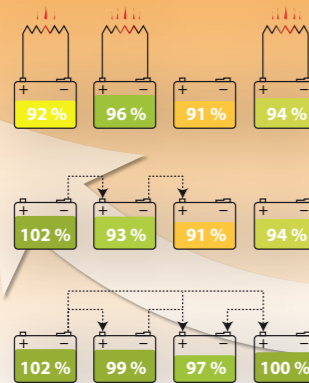 + − + − + − + −
92 % 96 % 91 % 94 %
+ − + − + − + −
102 % 93 % 91 % 94 %
+ − + − + − + −
102 % 99 % 97 % 100 %